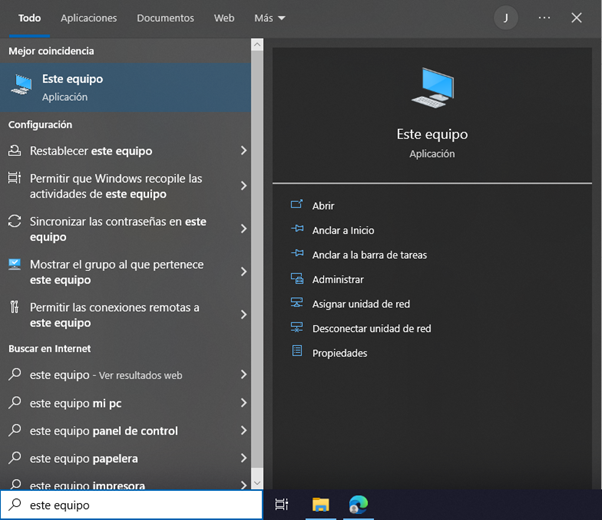 Todo Aplicaciones Documentos Web Más J
Mejor coincidencia
Este equipo
Aplicación
Configuración
Restablecer este equipo
Permitir que Windows recopile las
actividades de este equipo
Sincronizar las contraseñas en este
equipo
Mostrar el grupo al que pertenece
este equipo
Permitir las conexiones remotas a
este equipo
Buscar en Internet
este equipo - Ver resultados web
este equipo mi pc
este equipo panel de control
este equipo papelera
este equipo impresora
este equipo
Este equipo
Aplicación
Abrir
Anclar a Inicio
Anclar a la barra de tareas
Administrar
Asignar unidad de red
Desconectar unidad de red
Propiedades